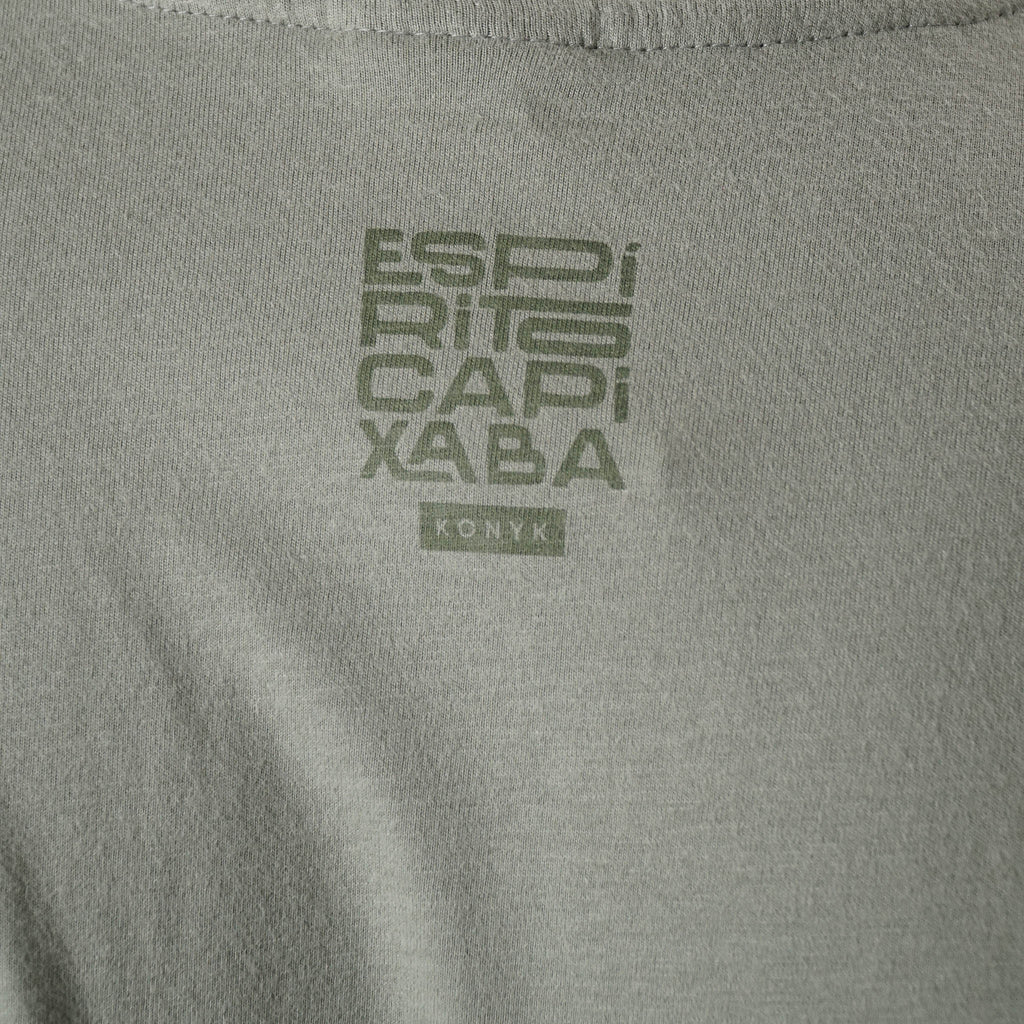 ESPÍ
RITO
CAPI
XABA
KONYK